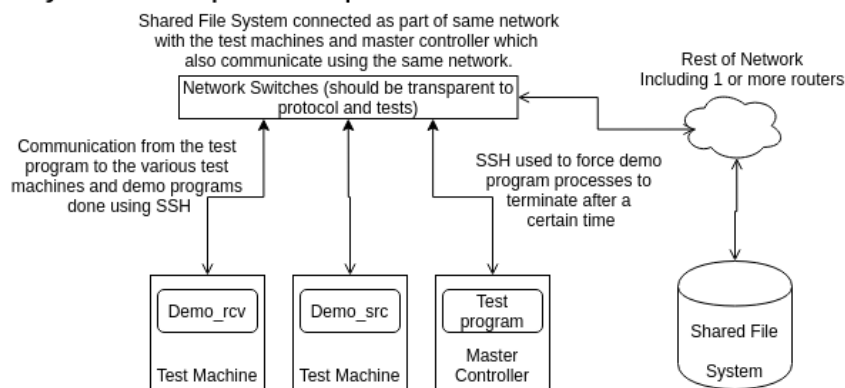 Shared File System connected as part of same network
with the test machines and master controller which
also communicate using the same network.
Rest of Network
Including 1 or more routers
Network Switches (should be transparent to
protocol and tests)
Communication from the test
program to the various test
machines and demo programs
done using SSH
SSH used to force demo
program processes to
terminate after a
certain time
Demo_rcv
Test Machine
Demo_src
Test Machine
Test
program
Master
Controller
Shared File
System